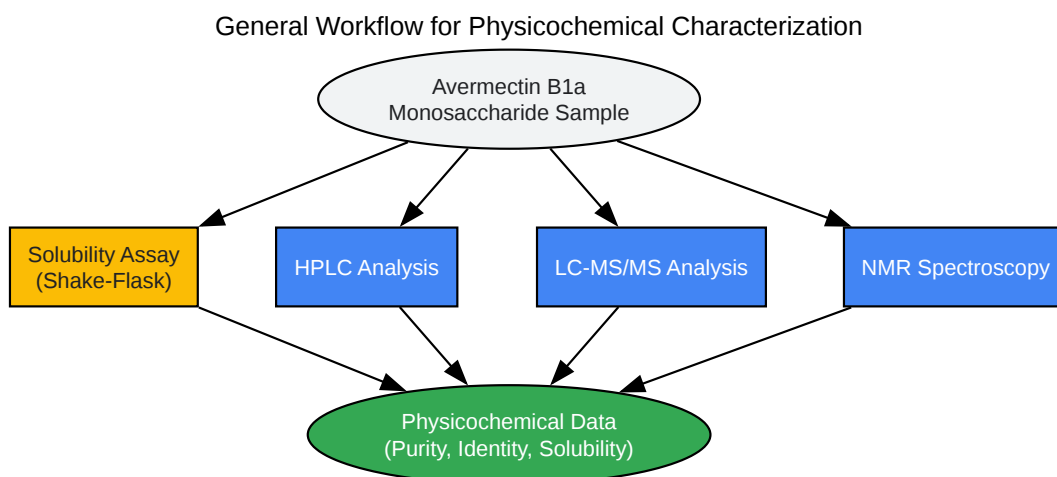 General Workflow for Physicochemical Characterization
Avermectin B1a
Monosaccharide Sample
Solubility Assay
(Shake-Flask)
HPLC Analysis
LC-MS/MS Analysis
NMR Spectroscopy
Physicochemical Data
(Purity, Identity, Solubility)